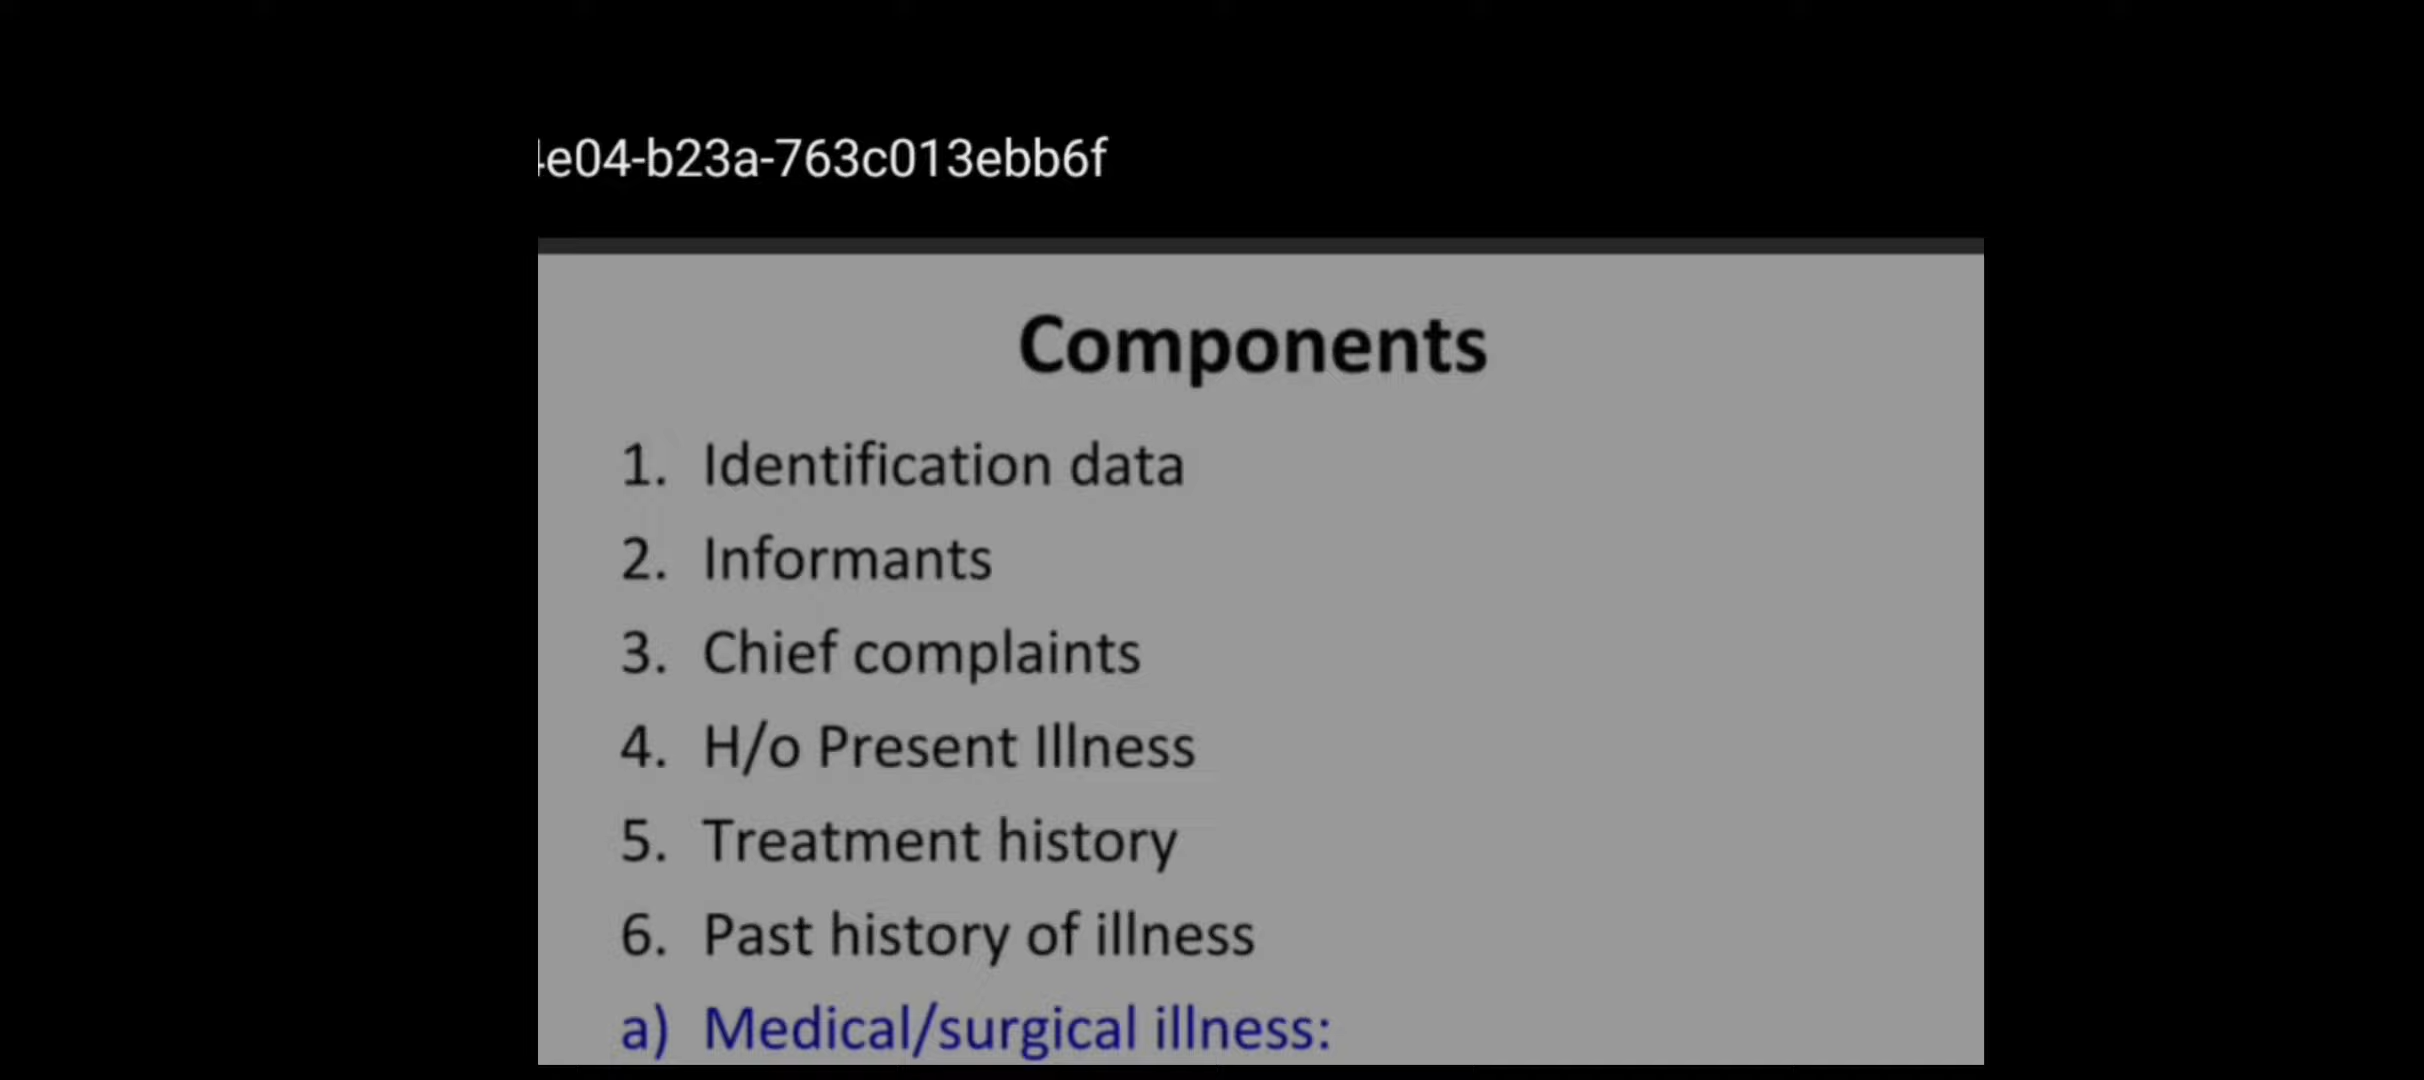 4e04-b23a-763c013ebb6f
Components
1. Identification data
2. Informants
3. Chief complaints
4. H/o Present Illness
5. Treatment history
6. Past history of illness
a) Medical/surgical illness: